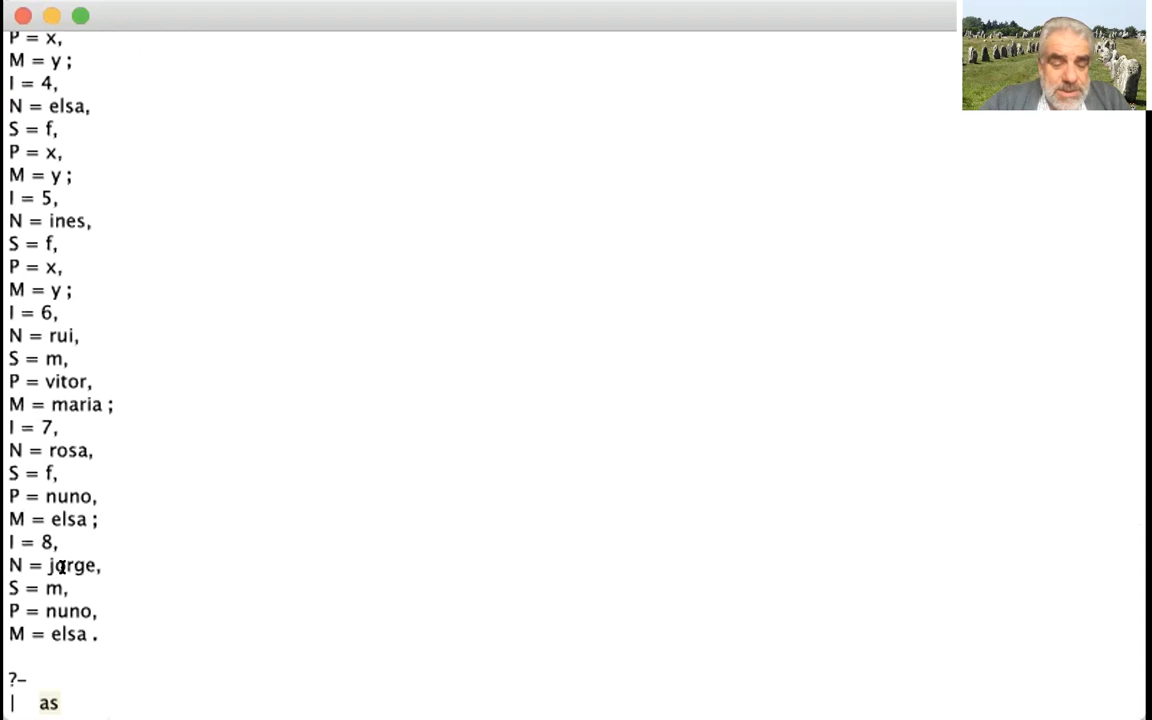 P = x,
M = y ;
I = 4,
N = elsa,
S = f,
P = x,
M = y ;
I = 5,
N = ines,
S = f,
P = x,
M = y ;
I = 6,
N = rui,
S = m,
P = vitor,
M = maria ;
I = 7,
N = rosa,
S = f,
P = nuno,
M = elsa ;
I = 8,
N = jorge,
S = m,
P = nuno,
M = elsa .
?-
| as